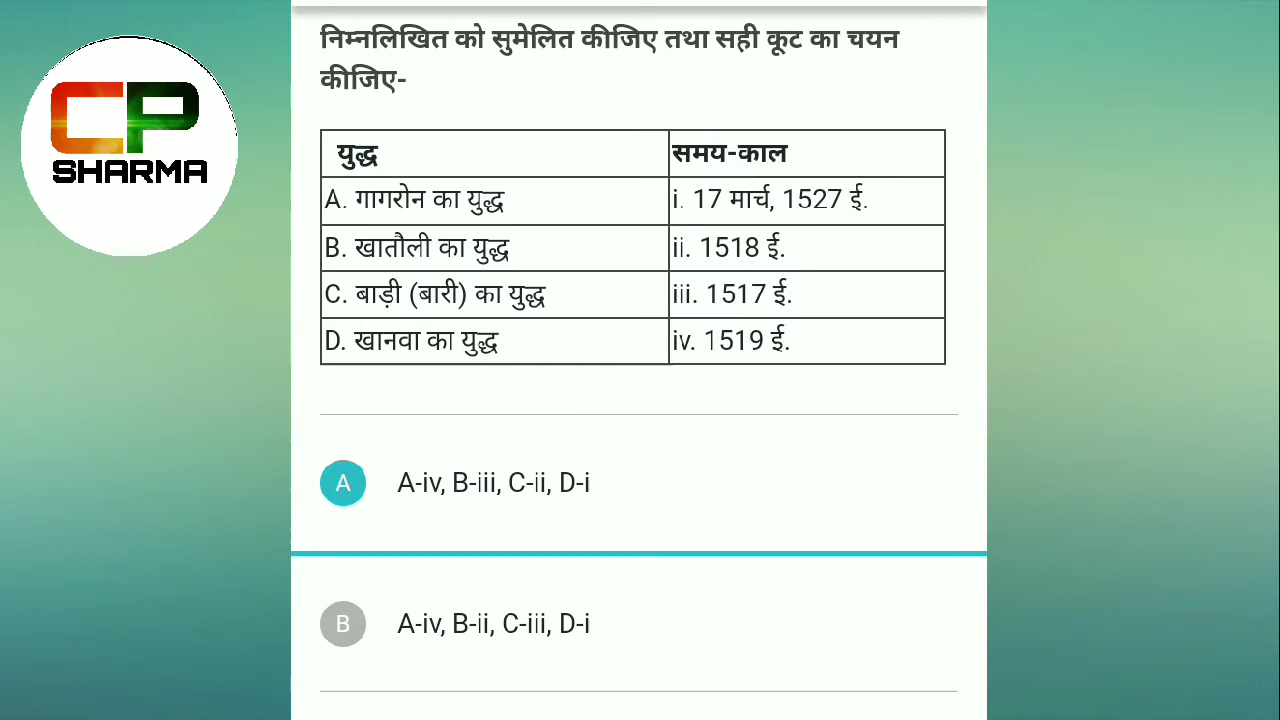 CP
SHARMA
निम्नलिखित को सुमेलित कीजिए तथा सही कूट का चयन
कीजिए-
युद्ध समय-काल
A. गागरोन का युद्ध i. 17 मार्च, 1527 ई.
B. खातौली का युद्ध ii. 1518 ई.
C. बाड़ी (बारी) का युद्ध iii. 1517 ई.
D. खानवा का युद्ध iv. 1519 ई.
A A-iv, B-iii, C-ii, D-i
B A-iv, B-ii, C-iii, D-i